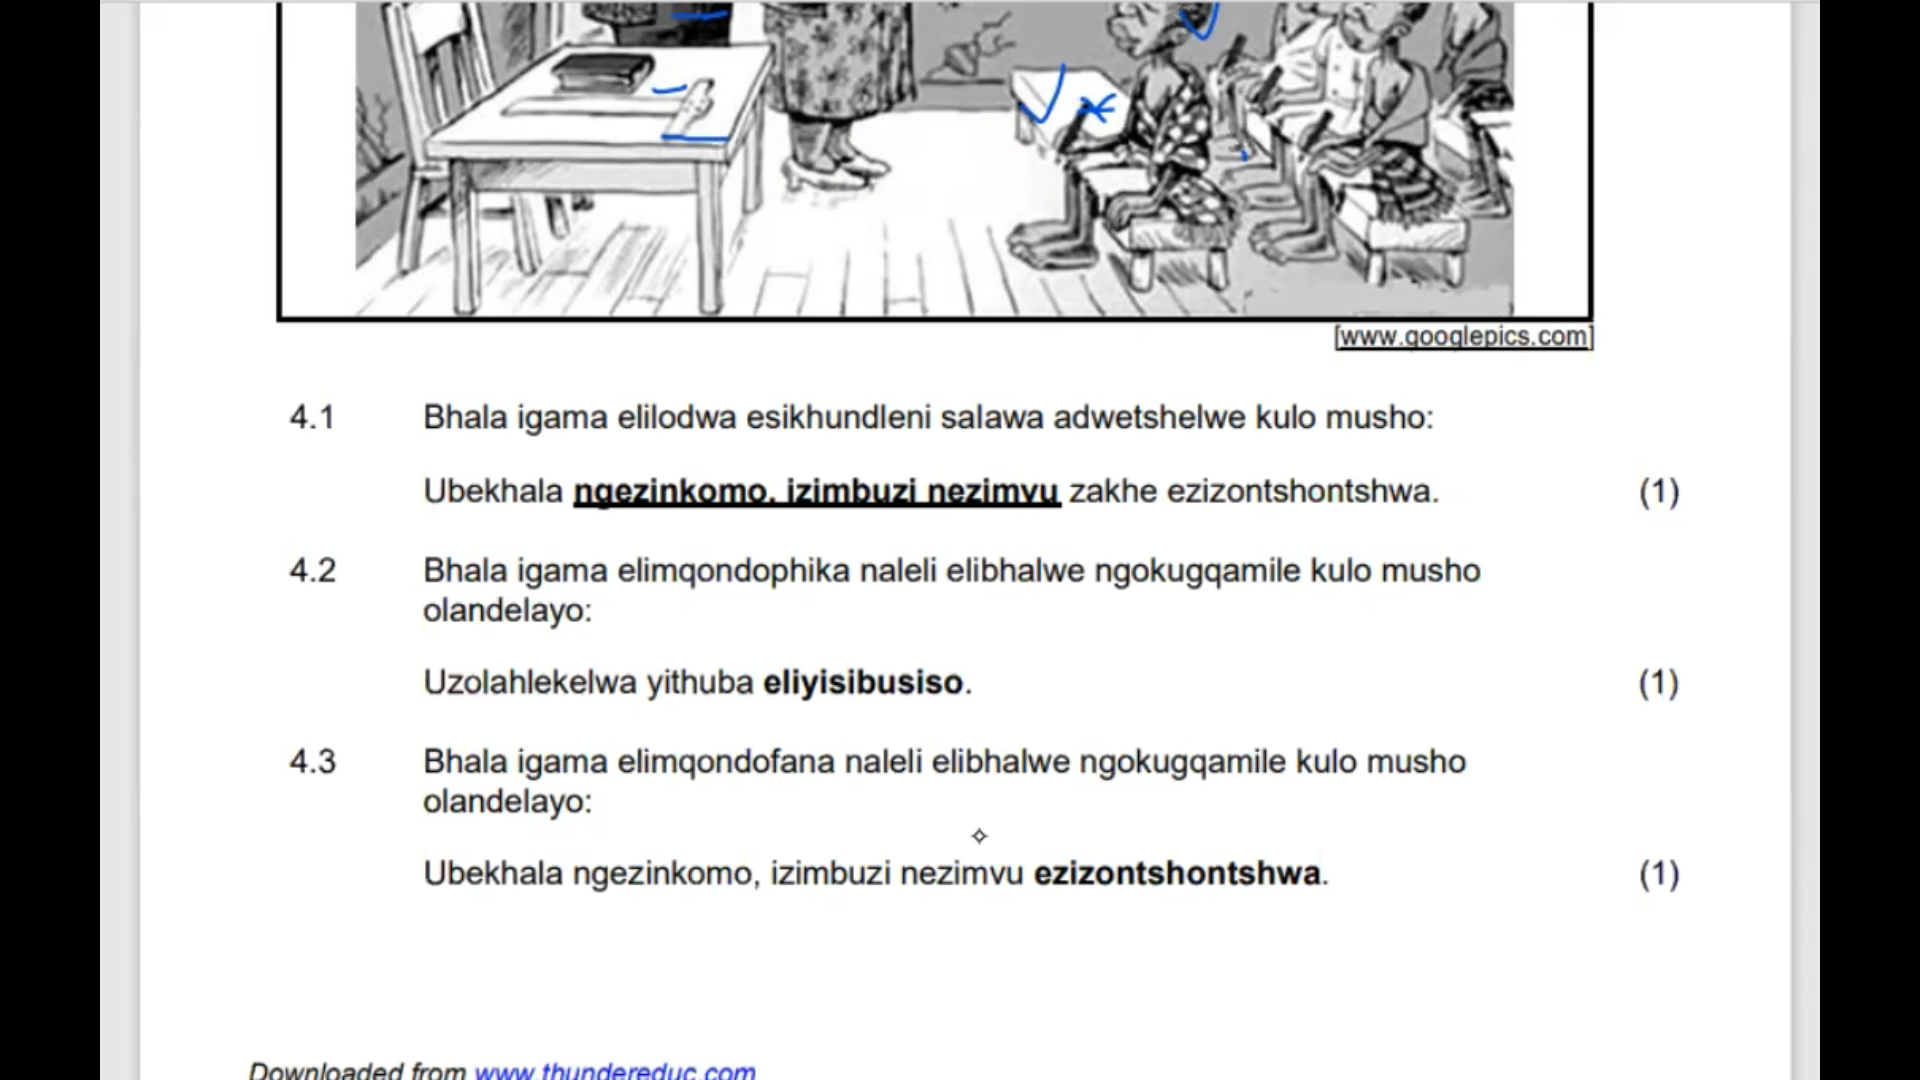 [www.googlepics.com]
4.1 Bhala igama elilodwa esikhundleni salawa adwetshelwe kulo musho:
Ubekhala ngezinkomo, izimbuzi nezimvu zakhe ezizontshontshwa. (1)
4.2 Bhala igama elimqondophika naleli elibhalwe ngokugqamile kulo musho
olandelayo:
Uzolahlekelwa yithuba eliyisibusiso. (1)
4.3 Bhala igama elimqondofana naleli elibhalwe ngokugqamile kulo musho
olandelayo:
Ubekhala ngezinkomo, izimbuzi nezimvu ezizontshontshwa. (1)
Downloaded from www.thundereduc.com